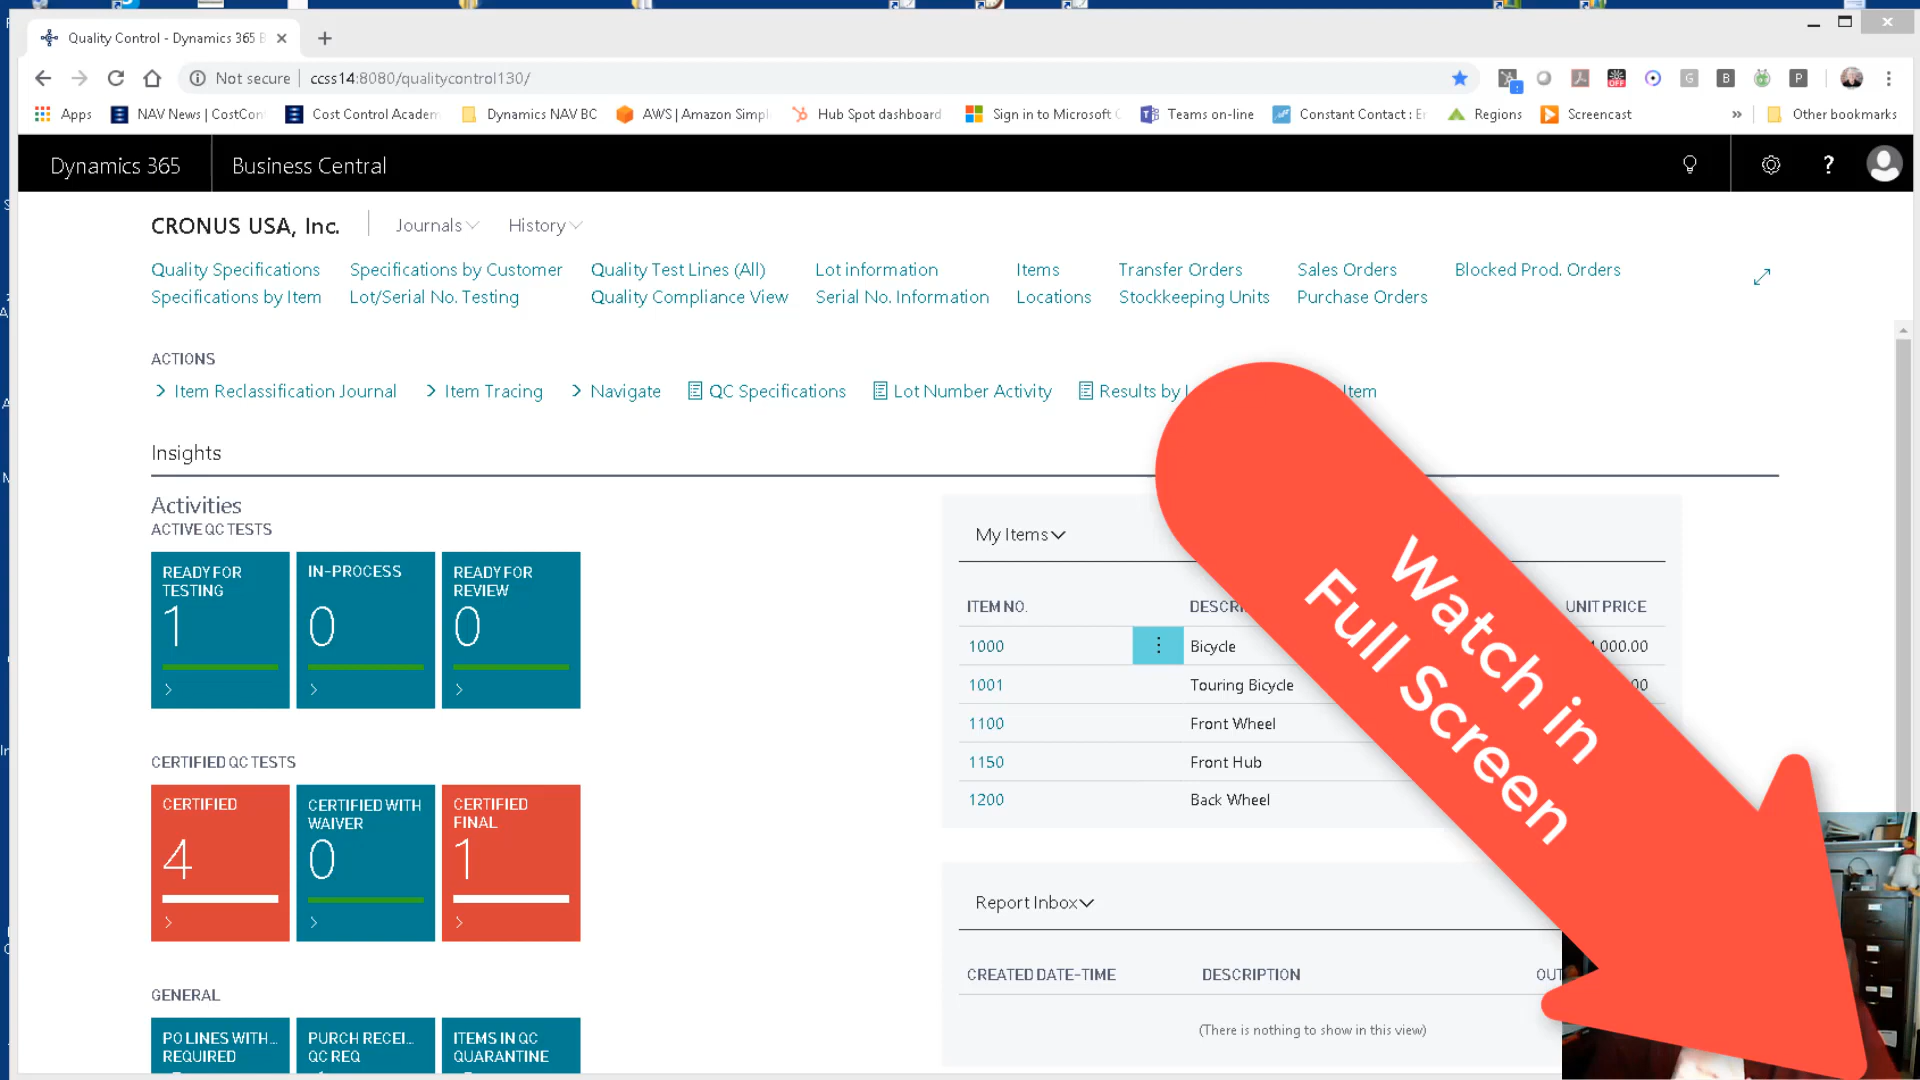 Quality Control - Dynamics 365 B
Not secure | ccss14:8080/qualitycontrol130/
Apps NAV News | CostCon Cost Control Academ Dynamics NAV BC AWS | Amazon Simpl Hub Spot dashboard Sign in to Microsoft Teams on-line Constant Contact : E Regions Screencast » Other bookmarks
Dynamics 365 Business Central ?
CRONUS USA, Inc. Journals History
Quality Specifications Specifications by Customer Quality Test Lines (All) Lot information Items Transfer Orders Sales Orders Blocked Prod. Orders
Specifications by Item Lot/Serial No. Testing Quality Compliance View Serial No. Information Locations Stockkeeping Units Purchase Orders
ACTIONS
Item Reclassification Journal Item Tracing Navigate QC Specifications Lot Number Activity Results by Item
Insights
Activities
ACTIVE QC TESTS
READY FOR TESTING
1
IN-PROCESS
0
READY FOR REVIEW
0
CERTIFIED QC TESTS
CERTIFIED
4
CERTIFIED WITH WAIVER
0
CERTIFIED FINAL
1
GENERAL
PO LINES WITH... REQUIRED
PURCH RECEI... QC REQ
ITEMS IN QC QUARANTINE
My Items
ITEM NO. DESCRI UNIT PRICE
1000 Bicycle 000.00
1001 Touring Bicycle 00
1100 Front Wheel
1150 Front Hub
1200 Back Wheel
Report Inbox
CREATED DATE-TIME DESCRIPTION OUT
(There is nothing to show in this view)
Watch in
Full Screen